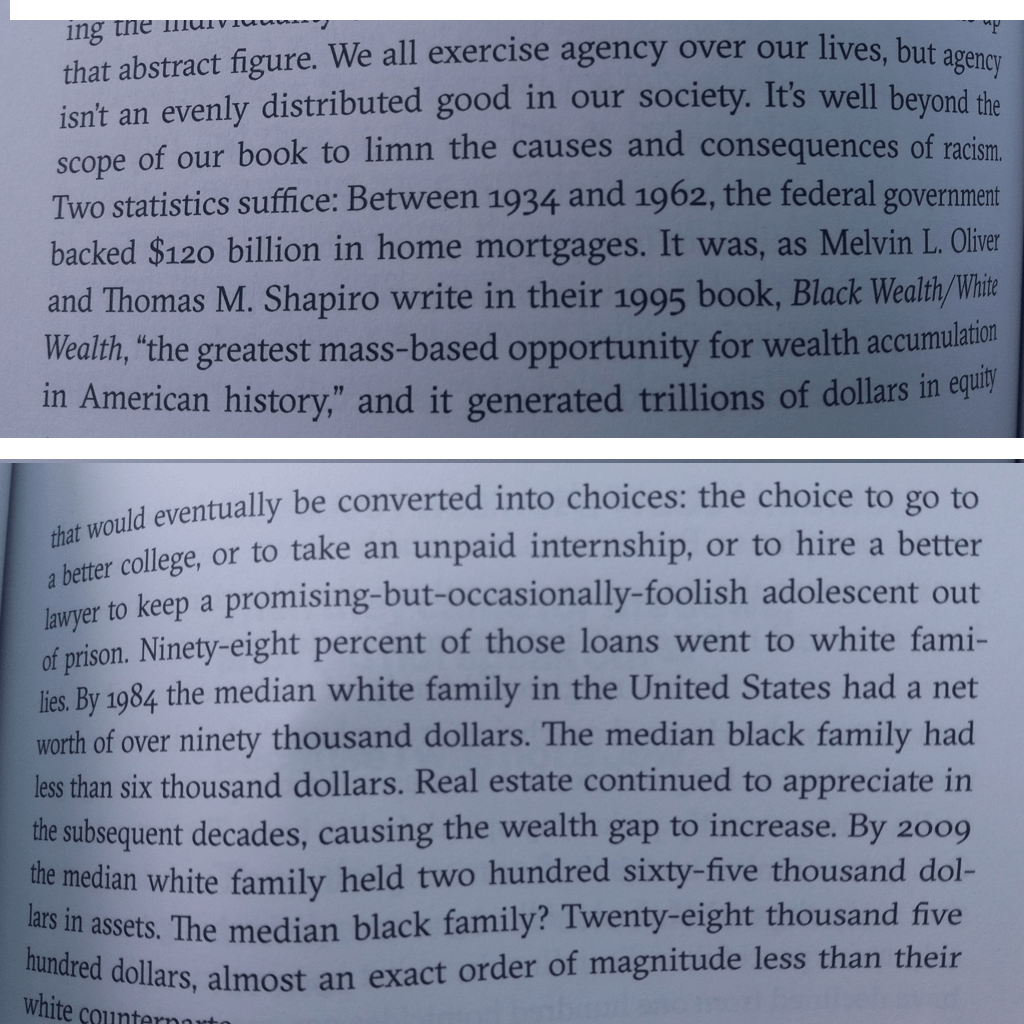 ing the individuality
up
that abstract figure. We all exercise agency over our lives, but agency
isn't an evenly distributed good in our society. It's well beyond the
scope of our book to limn the causes and consequences of racism.
Two statistics suffice: Between 1934 and 1962, the federal government
backed $120 billion in home mortgages. It was, as Melvin L. Oliver
and Thomas M. Shapiro write in their 1995 book, Black Wealth/White
Wealth, “the greatest mass-based opportunity for wealth accumulation
in American history,” and it generated trillions of dollars in equity
that would eventually be converted into choices: the choice to go to
a better college, or to take an unpaid internship, or to hire a better
lawyer to keep a promising-but-occasionally-foolish adolescent out
of prison. Ninety-eight percent of those loans went to white fami-
lies. By 1984 the median white family in the United States had a net
worth of over ninety thousand dollars. The median black family had
less than six thousand dollars. Real estate continued to appreciate in
the subsequent decades, causing the wealth gap to increase. By 2009
the median white family held two hundred sixty-five thousand dol-
lars in assets. The median black family? Twenty-eight thousand five
hundred dollars, almost an exact order of magnitude less than their
white counterparts